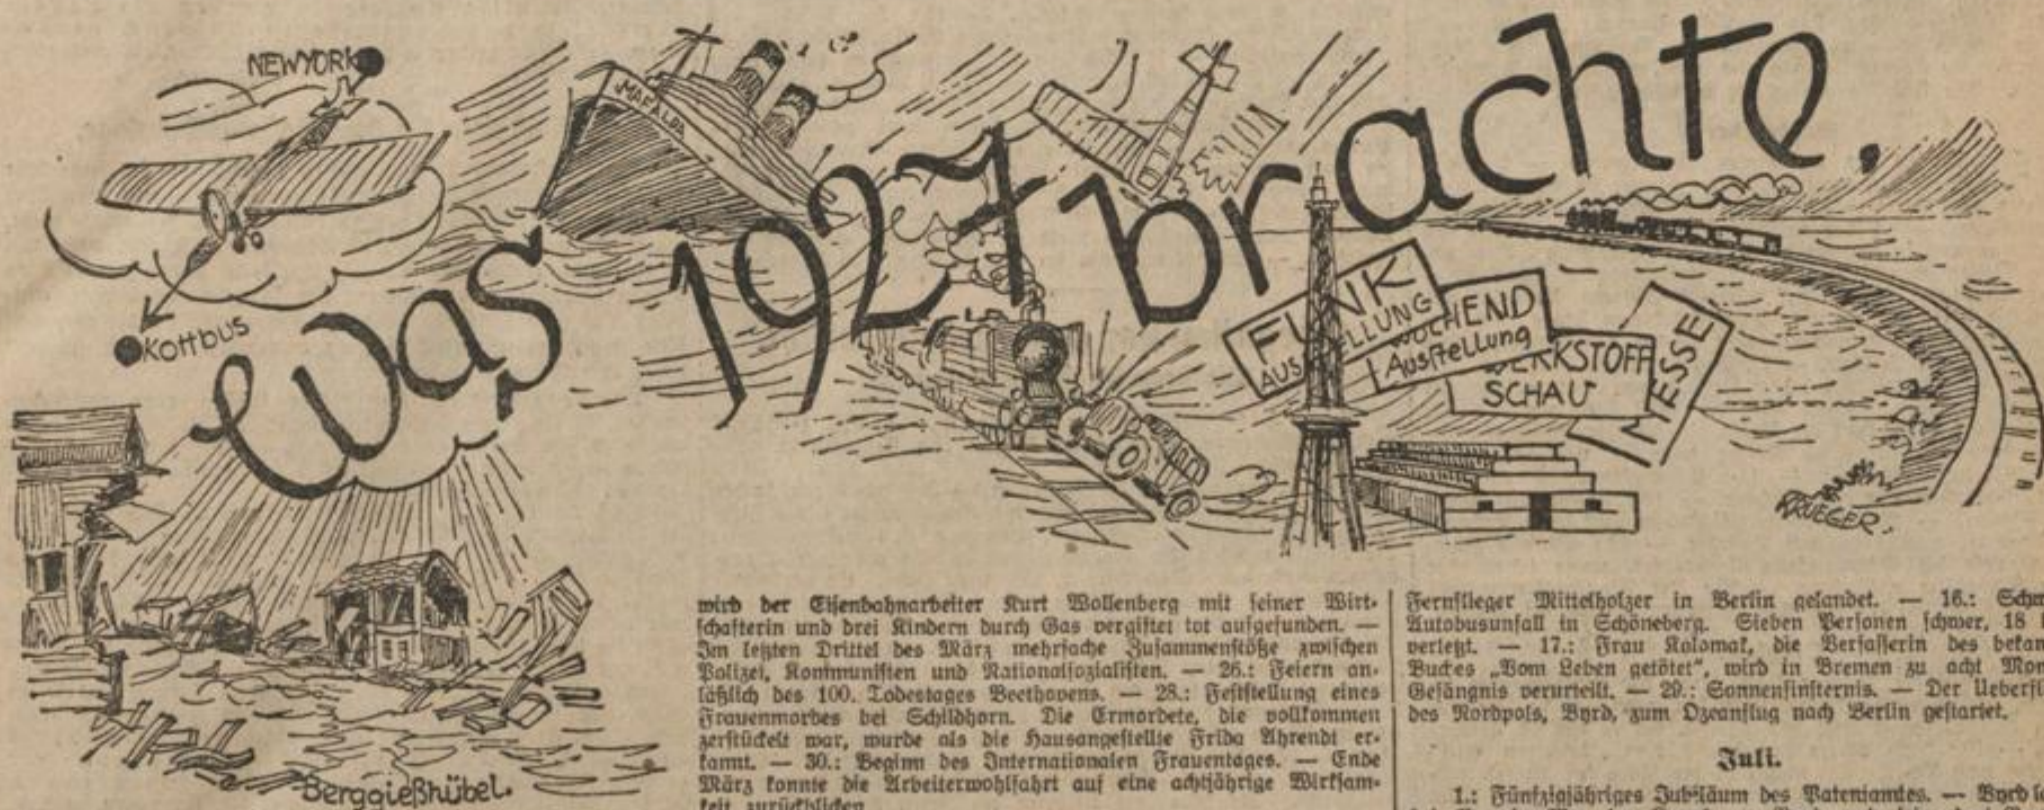 NEWYORK
MAFALDA
Was 1927 brachte.
Kottbus
FUNK
AUSSTELLUNG
WOCHEND
Ausstellung
WERKSTOFF
SCHAU
MESSE
KRUEGER.
Berggießhübel.
wird der Eisenbahnarbeiter Kurt Wollenberg mit seiner Wirt-
schafterin und drei Kindern durch Gas vergiftet tot aufgefunden. —
Im letzten Drittel des März mehrfache Zusammenstöße zwischen
Polizei, Kommunisten und Nationalsozialisten. — 26.: Feiern an-
läßlich des 100. Todestages Beethovens. — 28.: Feststellung eines
Frauenmordes bei Schildhorn. Die Ermordete, die vollkommen
zerstückelt war, wurde als die Hausangestellte Frida Ahrendt er-
kannt. — 30.: Beginn des Internationalen Frauentages. — Ende
März konnte die Arbeiterwohlfahrt auf eine achtjährige Wirksam-
keit zurückblicken
Fernflieger Mittelholzer in Berlin gelandet. — 16.:
Autobusunfall in Schöneberg. Sieben Personen schwer, 18
verletzt. — 17.: Frau Kolomak, die Verfasserin des
Buches „Vom Leben getötet“, wird in Bremen zu acht
Gefängnis verurteilt. — 29.: Sonnenfinsternis. — Der
des Nordpols, Byrd, zum Ozeanflug nach Berlin gestartet.
Juli.
1.: Fünfzigjähriges Jubiläum des Patentamtes. — Byrd